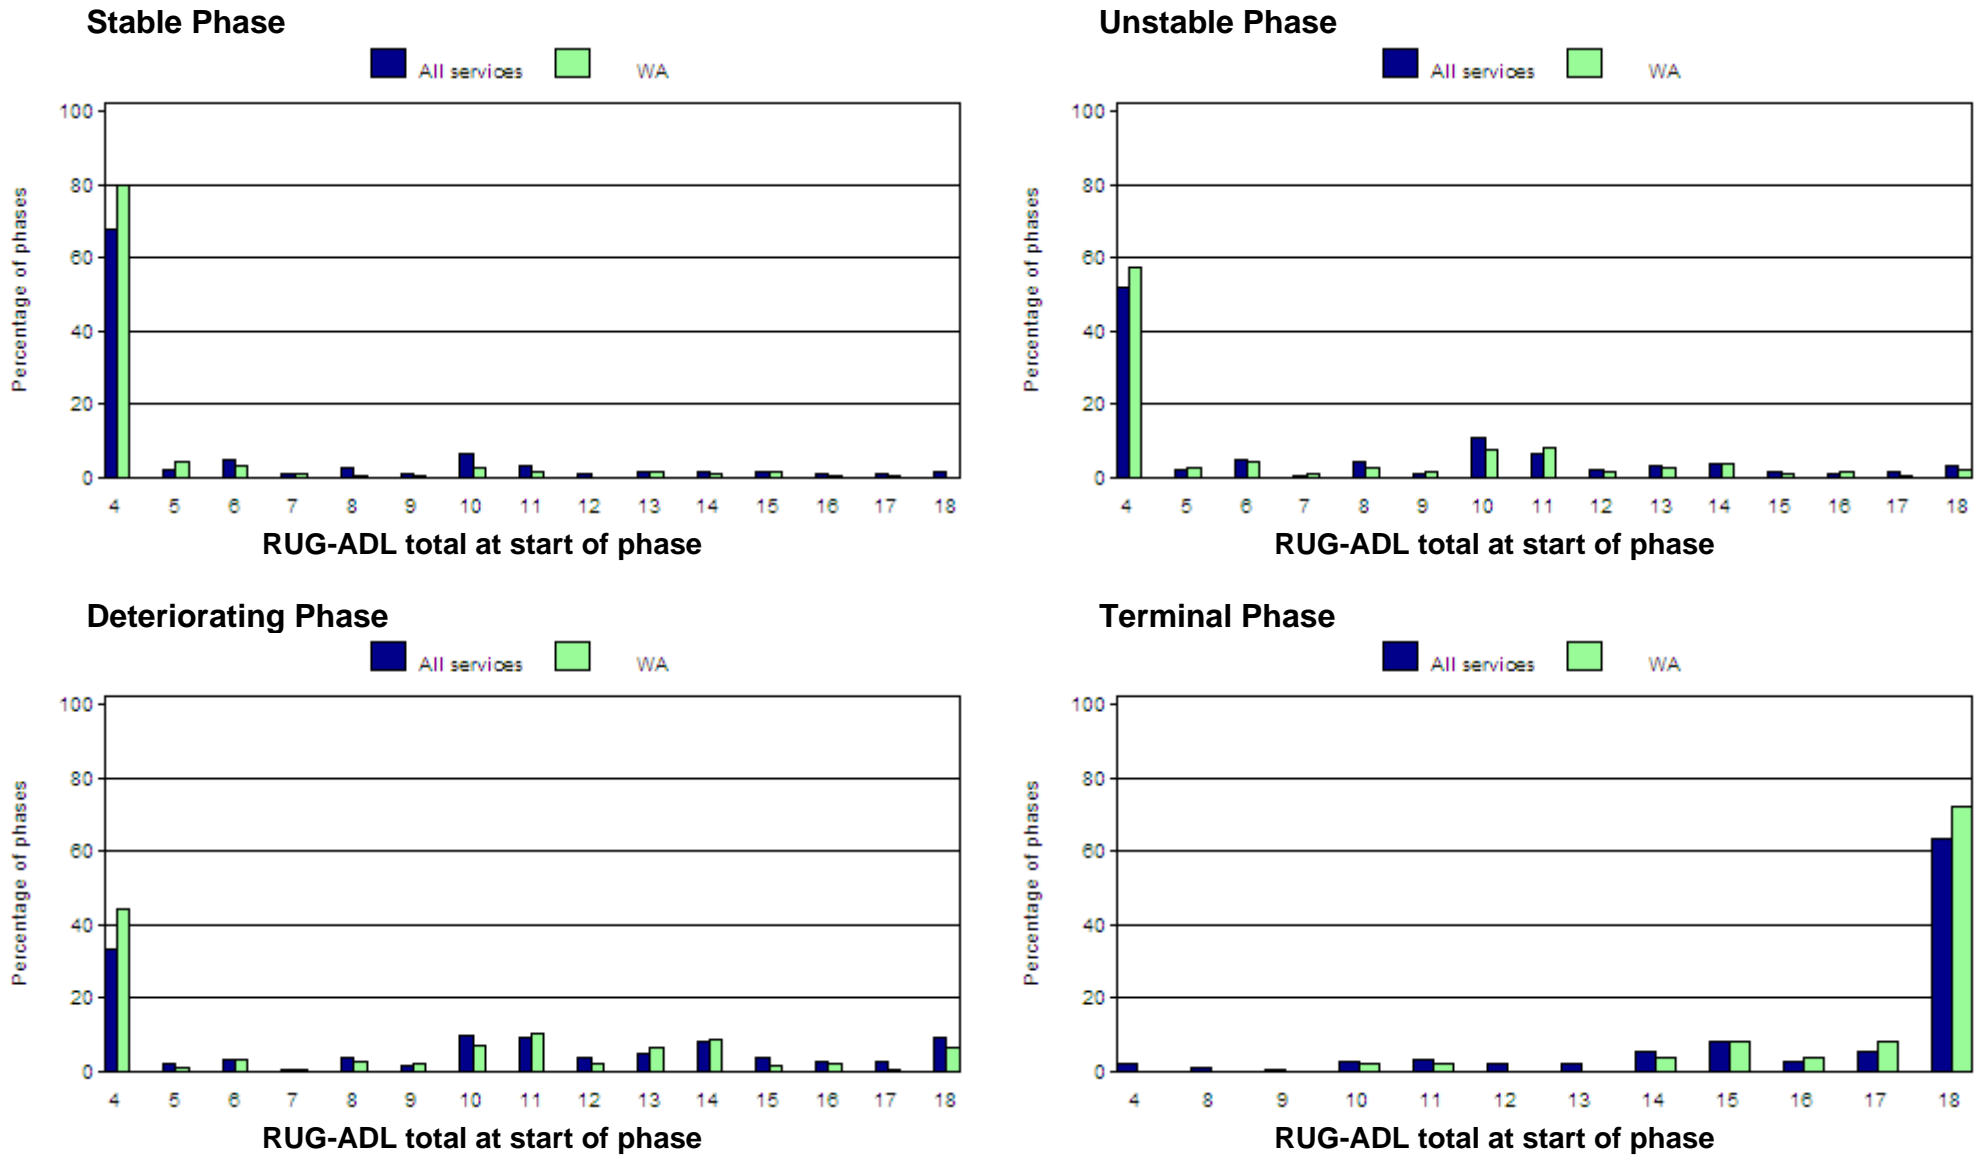 Stable Phase
All services WA
Percentage of phases
100
80
60
40
20
0
4 5 6 7 8 9 10 11 12 13 14 15 16 17 18
RUG-ADL total at start of phase
Unstable Phase
All services WA
Percentage of phases
100
80
60
40
20
0
4 5 6 7 8 9 10 11 12 13 14 15 16 17 18
RUG-ADL total at start of phase
Deteriorating Phase
All services WA
Percentage of phases
100
80
60
40
20
0
4 5 6 7 8 9 10 11 12 13 14 15 16 17 18
RUG-ADL total at start of phase
Terminal Phase
All services WA
Percentage of phases
100
80
60
40
20
0
4 8 9 10 11 12 13 14 15 16 17 18
RUG-ADL total at start of phase